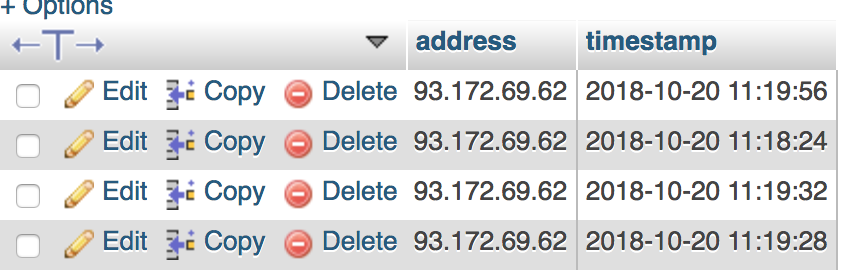 + Options
←T→ address timestamp
Edit Copy Delete 93.172.69.62 2018-10-20 11:19:56
Edit Copy Delete 93.172.69.62 2018-10-20 11:18:24
Edit Copy Delete 93.172.69.62 2018-10-20 11:19:32
Edit Copy Delete 93.172.69.62 2018-10-20 11:19:28